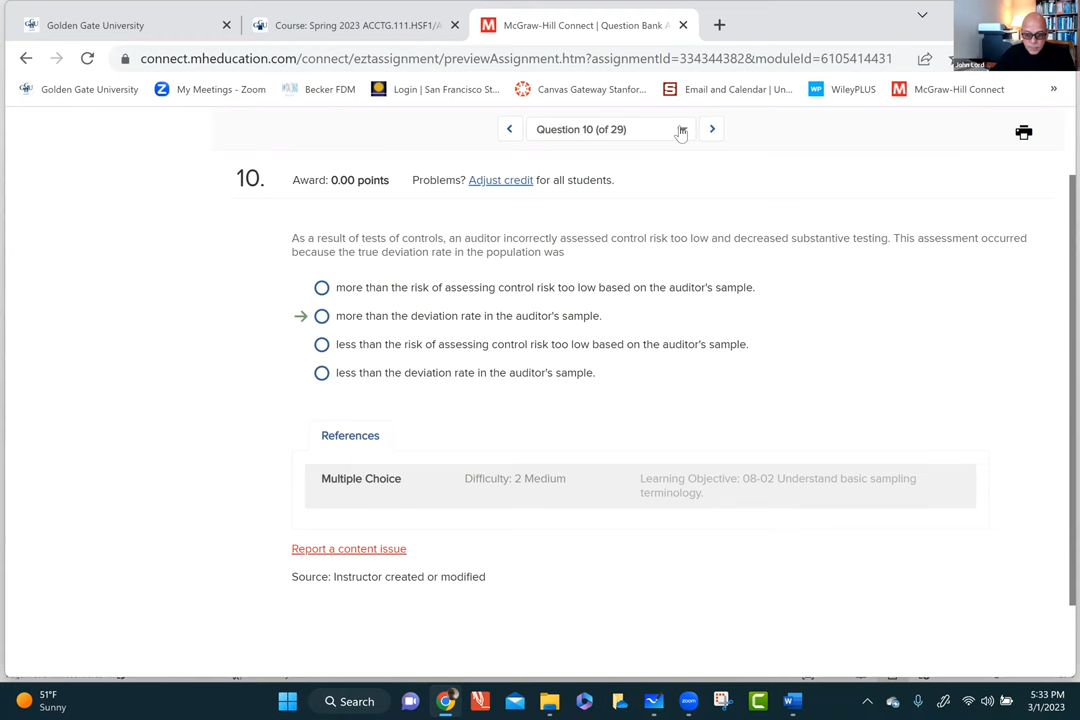 Golden Gate University
Course: Spring 2023 ACCTG.111.HSF1/A
McGraw-Hill Connect | Question Bank A
connect.mheducation.com/connect/eztassignment/previewAssignment.htm?assignmentId=334344382&moduleId=6105414431
John Lord
Golden Gate University
My Meetings - Zoom
Becker FDM
Login | San Francisco St...
Canvas Gateway Stanfor...
Email and Calendar | Un...
WileyPLUS
McGraw-Hill Connect
»
Question 10 (of 29)
10.
Award: 0.00 points
Problems? Adjust credit for all students.
As a result of tests of controls, an auditor incorrectly assessed control risk too low and decreased substantive testing. This assessment occurred
because the true deviation rate in the population was
more than the risk of assessing control risk too low based on the auditor's sample.
more than the deviation rate in the auditor's sample.
less than the risk of assessing control risk too low based on the auditor's sample.
less than the deviation rate in the auditor's sample.
References
Multiple Choice
Difficulty: 2 Medium
Learning Objective: 08-02 Understand basic sampling
terminology.
Report a content issue
Source: Instructor created or modified
51°F
Sunny
Search
5:33 PM
3/1/2023